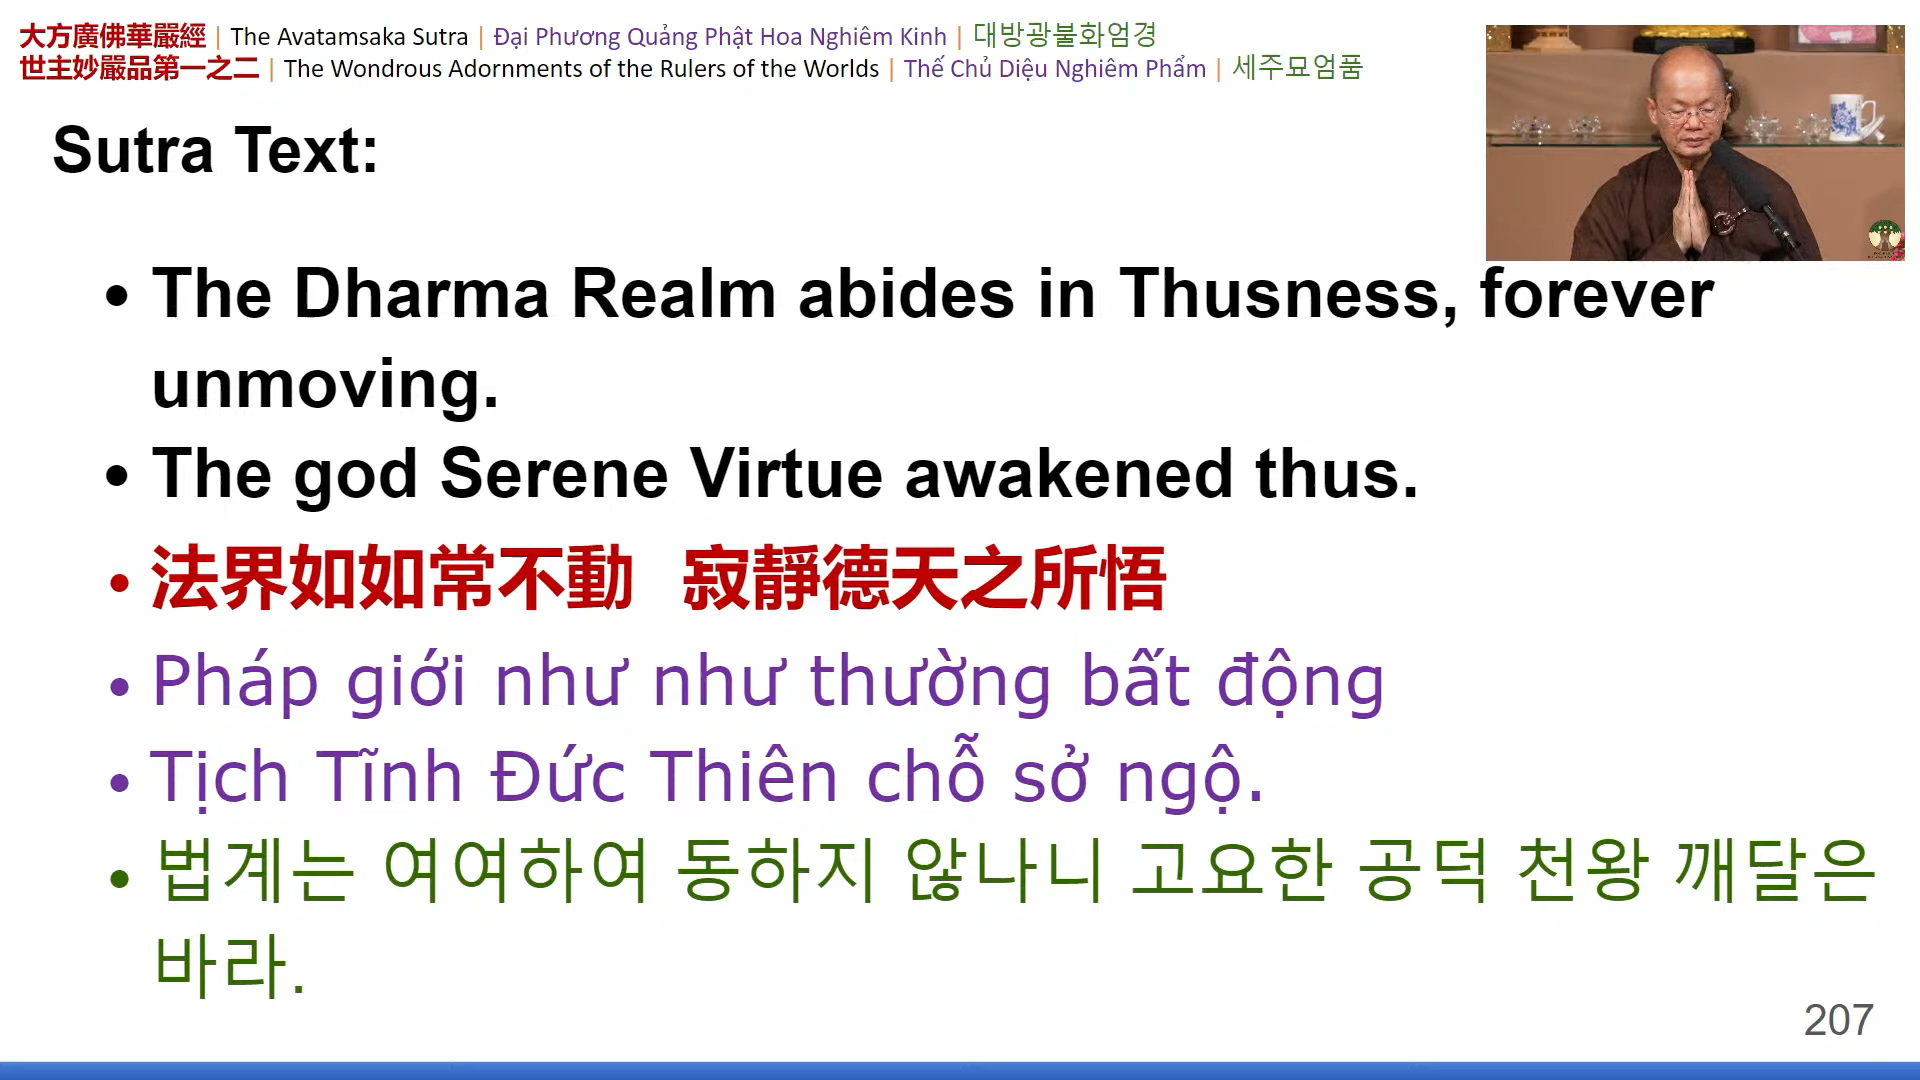 大方廣佛華嚴經 | The Avatamsaka Sutra | Đại Phương Quảng Phật Hoa Nghiêm Kinh | 대방광불화엄경
世主妙嚴品第一之二 | The Wondrous Adornments of the Rulers of the Worlds | Thế Chủ Diệu Nghiêm Phẩm | 세주묘엄품
Sutra Text:
• The Dharma Realm abides in Thusness, forever
unmoving.
• The god Serene Virtue awakened thus.
• 法界如如常不動 寂靜德天之所悟
• Pháp giới như như thường bất động
• Tịch Tĩnh Đức Thiên chỗ sở ngộ.
• 법계는 여여하여 동하지 않나니 고요한 공덕 천왕 깨달은
바라.
207